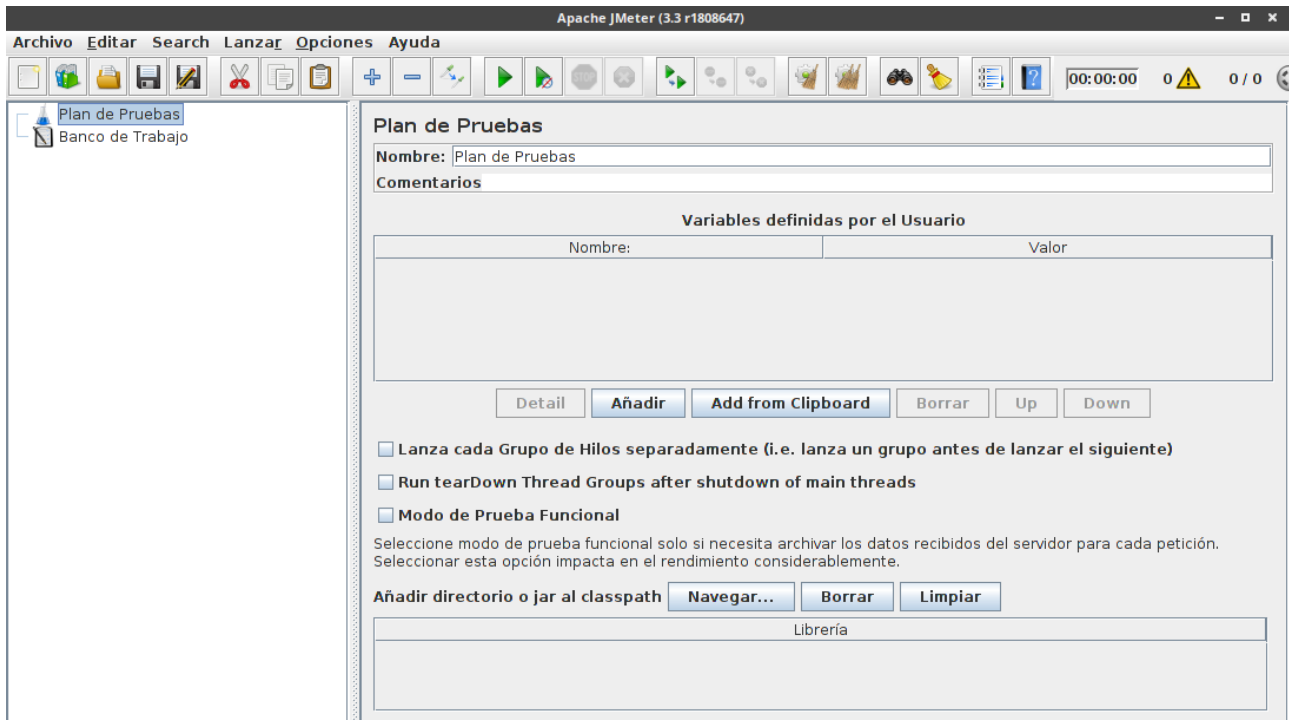 Apache JMeter (3.3 r1808647)
Archivo Editar Search Lanzar Opciones Ayuda
STOP 00:00:00 0 0 / 0
Plan de Pruebas
Banco de Trabajo
Plan de Pruebas
Nombre: Plan de Pruebas
Comentarios
Variables definidas por el Usuario
Nombre: Valor
Detail Añadir Add from Clipboard Borrar Up Down
Lanza cada Grupo de Hilos separadamente (i.e. lanza un grupo antes de lanzar el siguiente)
Run tearDown Thread Groups after shutdown of main threads
Modo de Prueba Funcional
Seleccione modo de prueba funcional solo si necesita archivar los datos recibidos del servidor para cada petición.
Seleccionar esta opción impacta en el rendimiento considerablemente.
Añadir directorio o jar al classpath Navegar... Borrar Limpiar
Librería